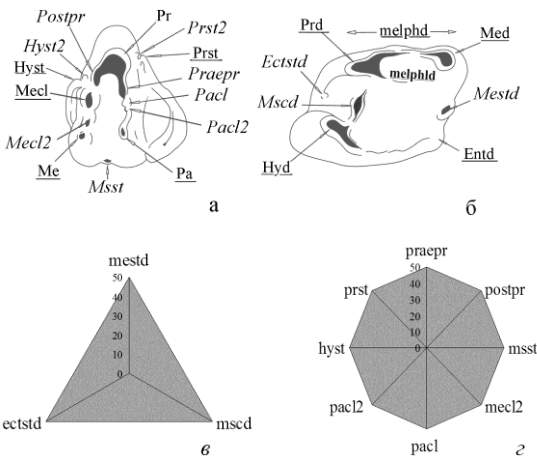 Postpr
Pr
Hyst2
Prst2
Hyst
Prst
Praepr
Mecl
Pacl
Pacl2
Mecl2
Me
Msst
Pa
а
Prd
melphd
Med
Ectstd
melphld
Mscd
Mestd
Hyd
Entd
б
mestd
50
40
30
20
10
0
ectstd
mscd
в
praepr
50
prst
40
postpr
30
20
10
hyst
0
msst
pacl2
mecl2
pacl
г